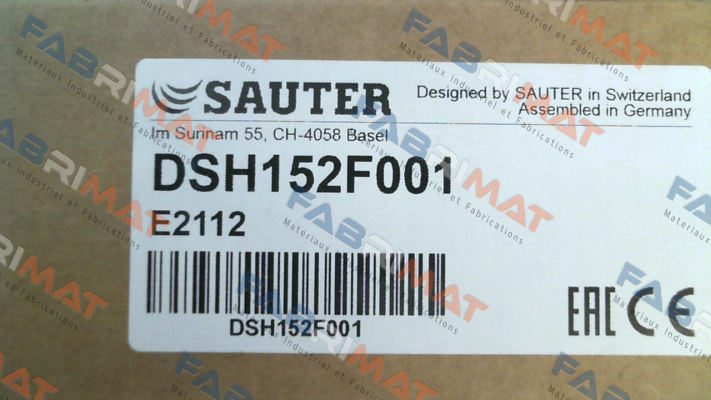 SAUTER
Designed by SAUTER in Switzerland
Assembled in Germany
Im Surinam 55, CH-4058 Basel
DSH152F001
E2112
DSH152F001
EAC CE
FABRIMAT
Materiaux Industriel et Fabrications